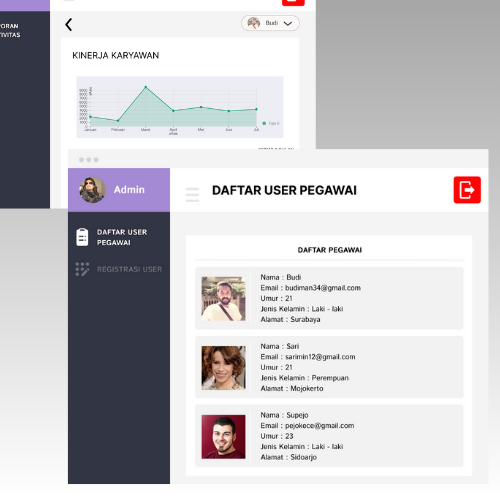 PORAN
TIVITAS
Budi
KINERJA KARYAWAN
Januari
Februari
Maret
April
Mei
Juni
Juli
Admin
DAFTAR USER PEGAWAI
DAFTAR USER
PEGAWAI
REGISTRASI USER
DAFTAR PEGAWAI
Nama : Budi
Email : budiman34@gmail.com
Umur : 21
Jenis Kelamin : Laki - laki
Alamat : Surabaya
Nama : Sari
Email : sarimin12@gmail.com
Umur : 21
Jenis Kelamin : Perempuan
Alamat : Mojokerto
Nama : Supejo
Email : pejokece@gmail.com
Umur : 23
Jenis Kelamin : Laki - laki
Alamat : Sidoarjo